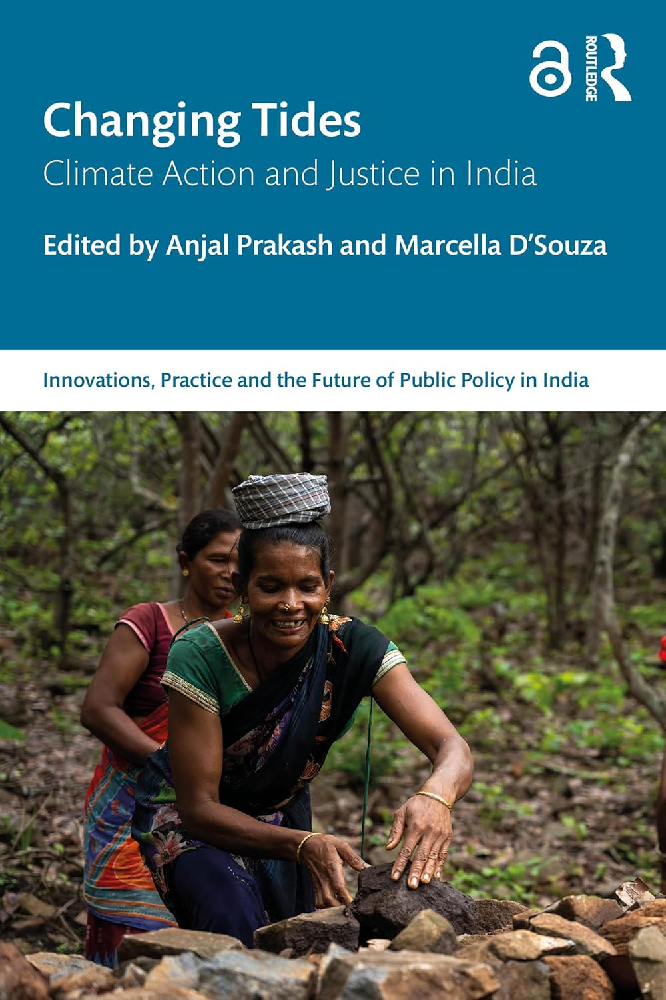 ROUTLEDGE
Changing Tides
Climate Action and Justice in India
Edited by Anjal Prakash and Marcella D'Souza
Innovations, Practice and the Future of Public Policy in India